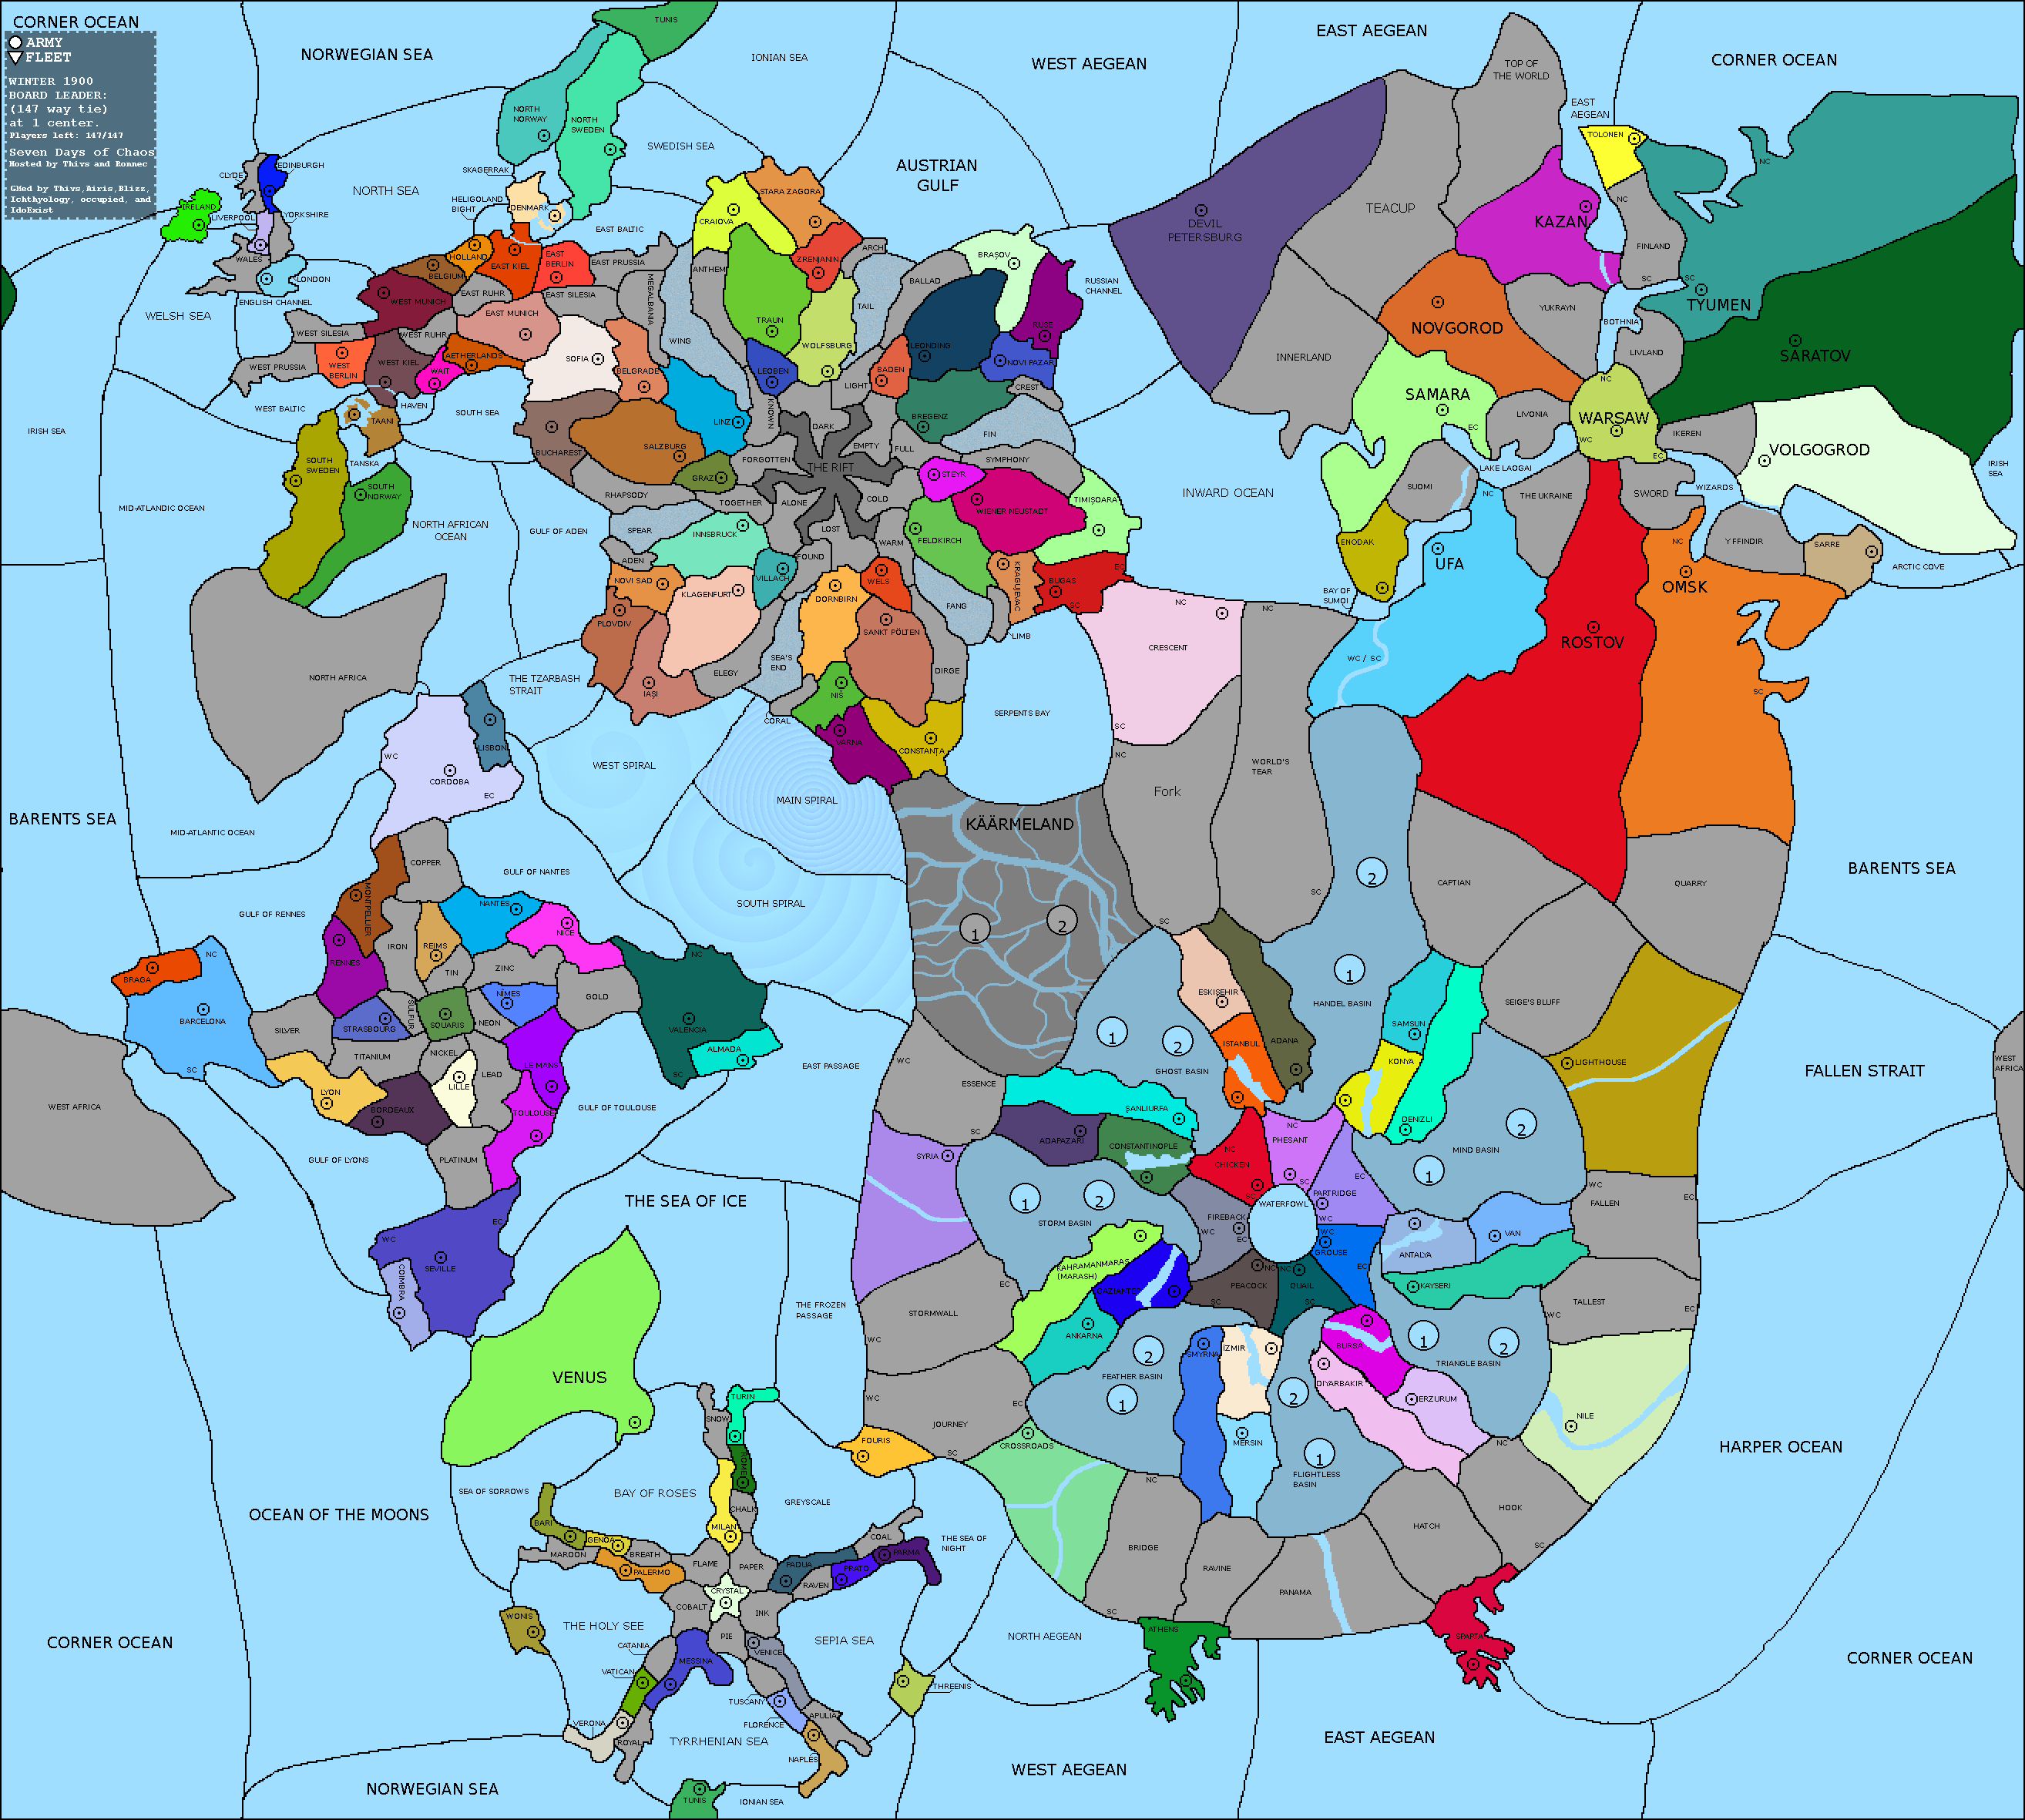 CORNER OCEAN
ARMY
FLEET
WINTER 1900
BOARD LEADER:
(147 way tie)
at 1 center.
Players left: 147/147
Seven Days of Chaos
Hosted by Thivs and Ronnec
GMed by Thivs,Airis,Blizz,
Ichthyology, occupied, and
IdoExist
NORWEGIAN SEA
TUNIS
IONIAN SEA
WEST AEGEAN
EAST AEGEAN
TOP OF
THE WORLD
CORNER OCEAN
EAST
AEGEAN
TOLONEN
NC
NORTH
NORWAY
NORTH
SWEDEN
SWEDISH SEA
AUSTRIAN
GULF
SKAGERRAK
CLYDE
EDINBURGH
NORTH SEA
HELIGOLAND
BIGHT
DENMARK
STARA ZAGORA
CRAIOVA
IRELAND
LIVERPOOL
YORKSHIRE
WALES
LONDON
ENGLISH CHANNEL
WELSH SEA
EAST BALTIC
HOLLAND
BELGIUM
EAST KIEL
EAST
BERLIN
EAST PRUSSIA
MEGALBANIA
ANTHEM
ZRENJANIN
ARCH
BALLAD
BRAȘOV
RUSSIAN
CHANNEL
DEVIL
PETERSBURG
TEACUP
KAZAN
NC
FINLAND
SC
SC
TYUMEN
WEST MUNICH
EAST RUHR
EAST SILESIA
EAST MUNICH
WEST SILESIA
WEST RUHR
TRAUN
TAIL
WING
WOLFSBURG
LEONDING
RUSE
NOVI PAZAR
NOVGOROD
YUKRAYN
BOTHNIA
LIVLAND
SARATOV
INNERLAND
WEST PRUSSIA
WEST
BERLIN
WEST KIEL
AETHERLANDS
WAIT
SOFIA
BELGRADE
LEOBEN
LIGHT
BADEN
CREST
SAMARA
NC
WARSAW
WC
EC
EC
LIVONIA
IKEREN
VOLGOGROD
WEST BALTIC
HAVEN
SOUTH SEA
TAANI
TANSKA
IRISH SEA
BUCHAREST
SALZBURG
LINZ
KNOWN
DARK
EMPTY
FULL
BREGENZ
FIN
SYMPHONY
LAKE LAOGAI
IRISH
SEA
SOUTH
SWEDEN
SOUTH
NORWAY
RHAPSODY
GRAZ
FORGOTTEN
THE RIFT
TOGETHER
ALONE
COLD
STEYR
WIENER NEUSTADT
TIMIȘOARA
INWARD OCEAN
SUOMI
NC
THE UKRAINE
SWORD
WIZARDS
MID-ATLANTIC OCEAN
NORTH AFRICAN
OCEAN
GULF OF ADEN
SPEAR
INNSBRUCK
LOST
WARM
FELDKIRCH
FOUND
ENODAK
UFA
NC
YFFINDIR
SARRE
ARCTIC COVE
ADEN
NOVI SAD
KLAGENFURT
VILLACH
WELS
DORNBIRN
FANG
KRAGUJEVAC
BUGAS
EC
SC
OMSK
BAY OF
SUMOI
PLOVDIV
SANKT PÖLTEN
LIMB
NC
NC
CRESCENT
WC / SC
ROSTOV
NORTH AFRICA
THE TZARBASH
STRAIT
IAȘI
ELEGY
SEA'S
END
DIRGE
NIŠ
SC
CORAL
VARNA
CONSTANȚA
SERPENTS BAY
SC
NC
LISBON
WC
CORDOBA
EC
WEST SPIRAL
MAIN SPIRAL
Fork
WORLD'S
TEAR
BARENTS SEA
MID-ATLANTIC OCEAN
KÄÄRMELAND
BARENTS SEA
COPPER
GULF OF NANTES
2
CAPTIAN
QUARRY
SC
MONTPELLIER
GULF OF RENNES
NANTES
NICE
SOUTH SPIRAL
1
2
SC
IRON
REIMS
RENNES
NC
TIN
ZINC
NC
BRAGA
NÎMES
GOLD
1
ESKIŞEHIR
HANDEL BASIN
SEIGE'S BLUFF
BARCELONA
SILVER
STRASBOURG
SULFUR
SQUARIS
NEON
VALENCIA
1
2
SAMSUN
TITANIUM
NICKEL
LE MANS
ALMADA
WC
GHOST BASIN
ISTANBUL
ADANA
KONYA
LIGHTHOUSE
WEST
AFRICA
FALLEN STRAIT
SC
LYON
LILLE
LEAD
SC
EAST PASSAGE
ESSENCE
WEST AFRICA
BORDEAUX
TOULOUSE
GULF OF TOULOUSE
ŞANLIURFA
SC
ADAPAZARI
CONSTANTINOPLE
NC
CHICKEN
SC
NC
PHESANT
SC
DENIZLI
2
MIND BASIN
1
GULF OF LYONS
PLATINUM
SYRIA
EC
PARTRIDGE
WC
THE SEA OF ICE
1
2
STORM BASIN
FIREBACK
WC
EC
WATERFOWL
WC
FALLEN
EC
EC
WC
SEVILLE
COIMBRA
WC
GROUSE
EC
ANTALYA
VAN
KAHRAMANMARAS
(MARASH)
GAZIANTEP
NC
PEACOCK
SC
NC
QUAIL
SC
KAYSERI
EC
THE FROZEN
PASSAGE
STORMWALL
WC
ANKARNA
TALLEST
WC
EC
VENUS
2
FEATHER BASIN
1
SMYRNA
İZMIR
BURSA
1
2
TRIANGLE BASIN
DIYARBAKIR
ERZURUM
2
TURIN
SNOW
WC
JOURNEY
EC
SC
NILE
FOURIS
CROSSROADS
MERSIN
1
FLIGHTLESS
BASIN
NC
HARPER OCEAN
ROME
SEA OF SORROWS
BAY OF ROSES
GREYSCALE
NC
HOOK
OCEAN OF THE MOONS
CHALK
BARI
MILAN
GENOA
COAL
THE SEA OF
NIGHT
HATCH
MAROON
BREATH
FLAME
PAPER
PADUA
PARMA
PRATO
BRIDGE
SC
PALERMO
RAVEN
RAVINE
PANAMA
CRYSTAL
COBALT
INK
SC
WONIS
THE HOLY SEE
PIE
SEPIA SEA
NORTH AEGEAN
ATHENS
SPARTA
CORNER OCEAN
CATANIA
MESSINA
VENICE
VATICAN
CORNER OCEAN
THREENIS
TUSCANY
FLORENCE
APULIA
VERONA
ROYAL
TYRRHENIAN SEA
NAPLES
EAST AEGEAN
WEST AEGEAN
NORWEGIAN SEA
TUNIS
IONIAN SEA